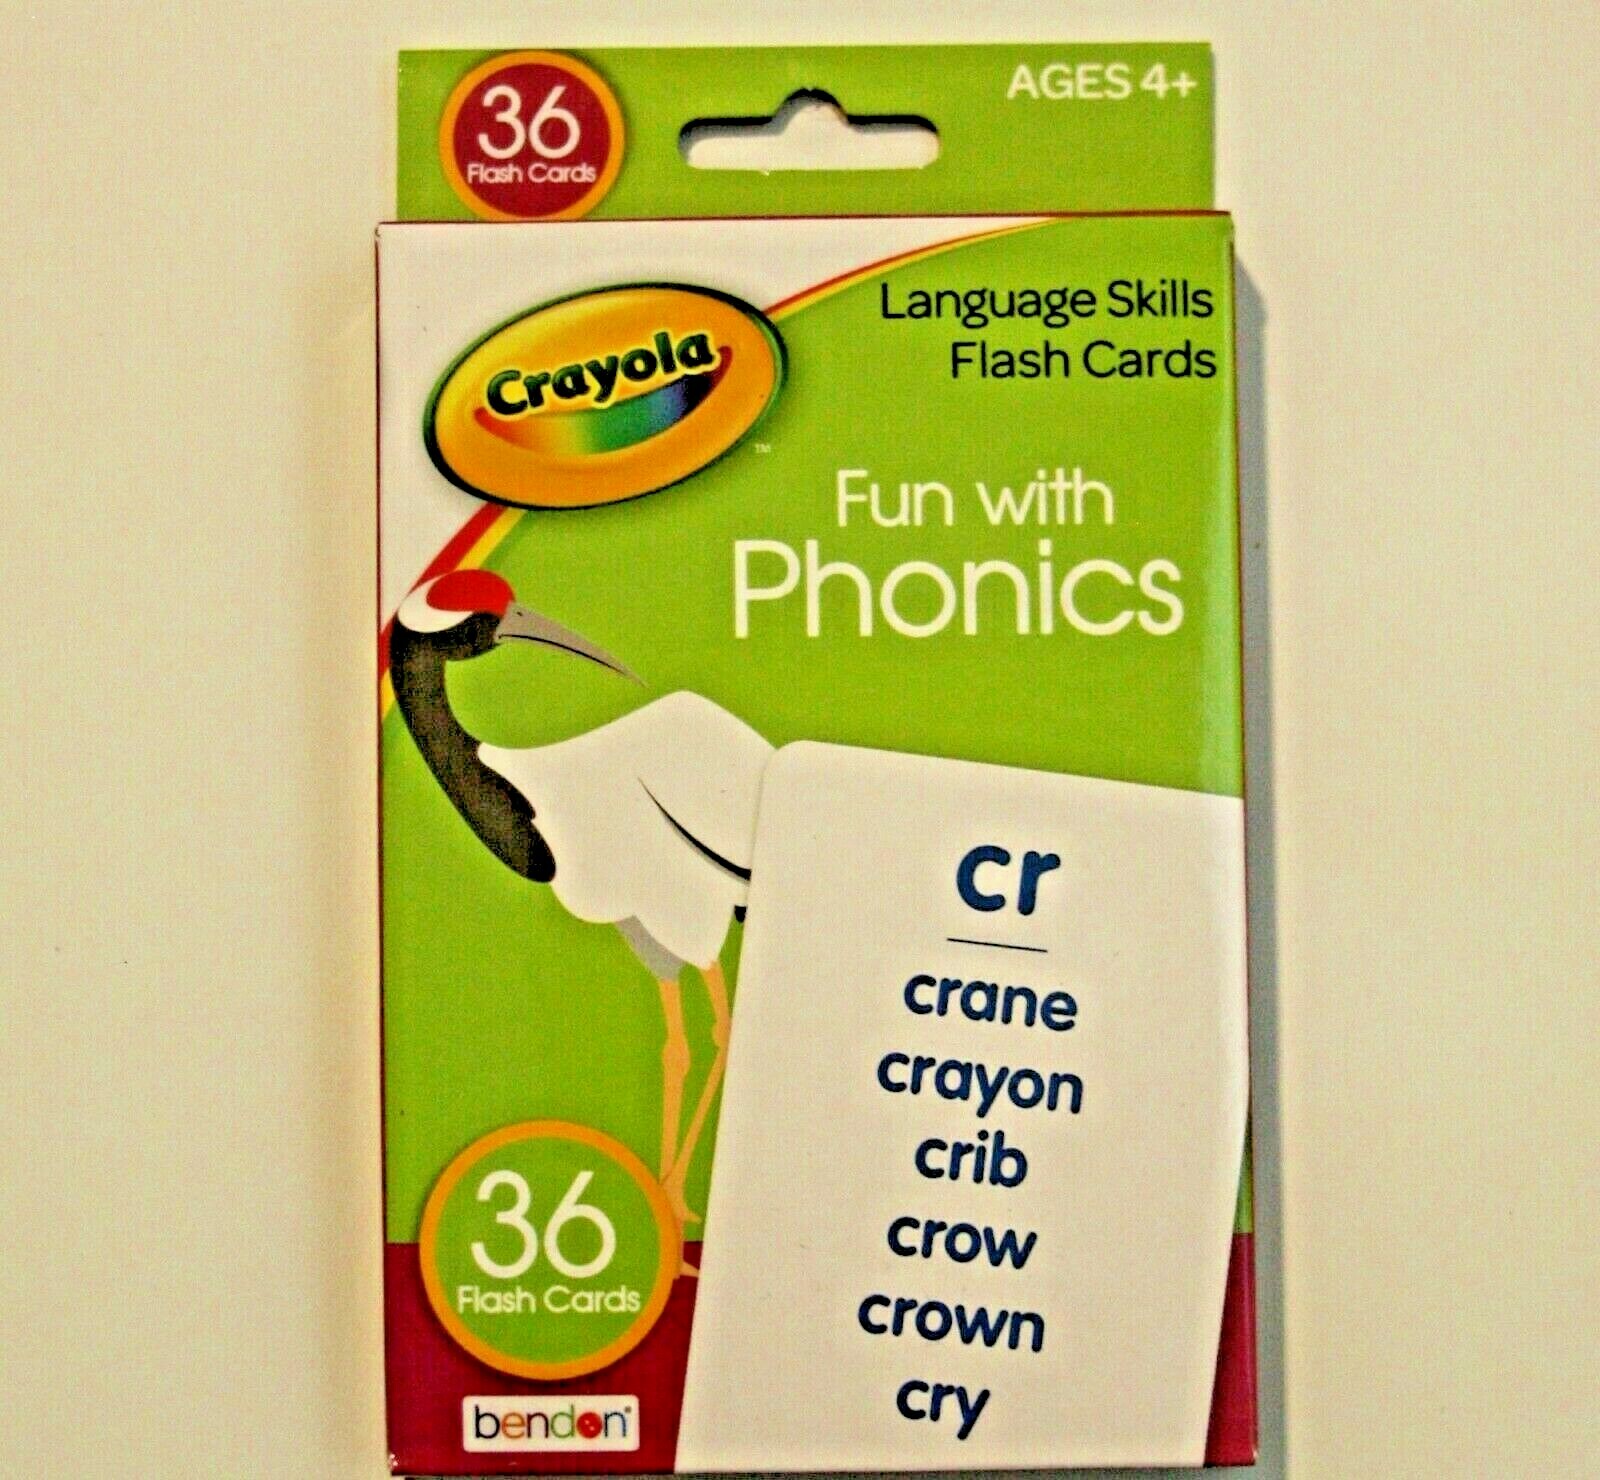 36
Flash Cards
AGES 4+
Crayola
™
Language Skills
Flash Cards
Fun with
Phonics
cr
crane
crayon
crib
crow
crown
cry
36
Flash Cards
bendon®